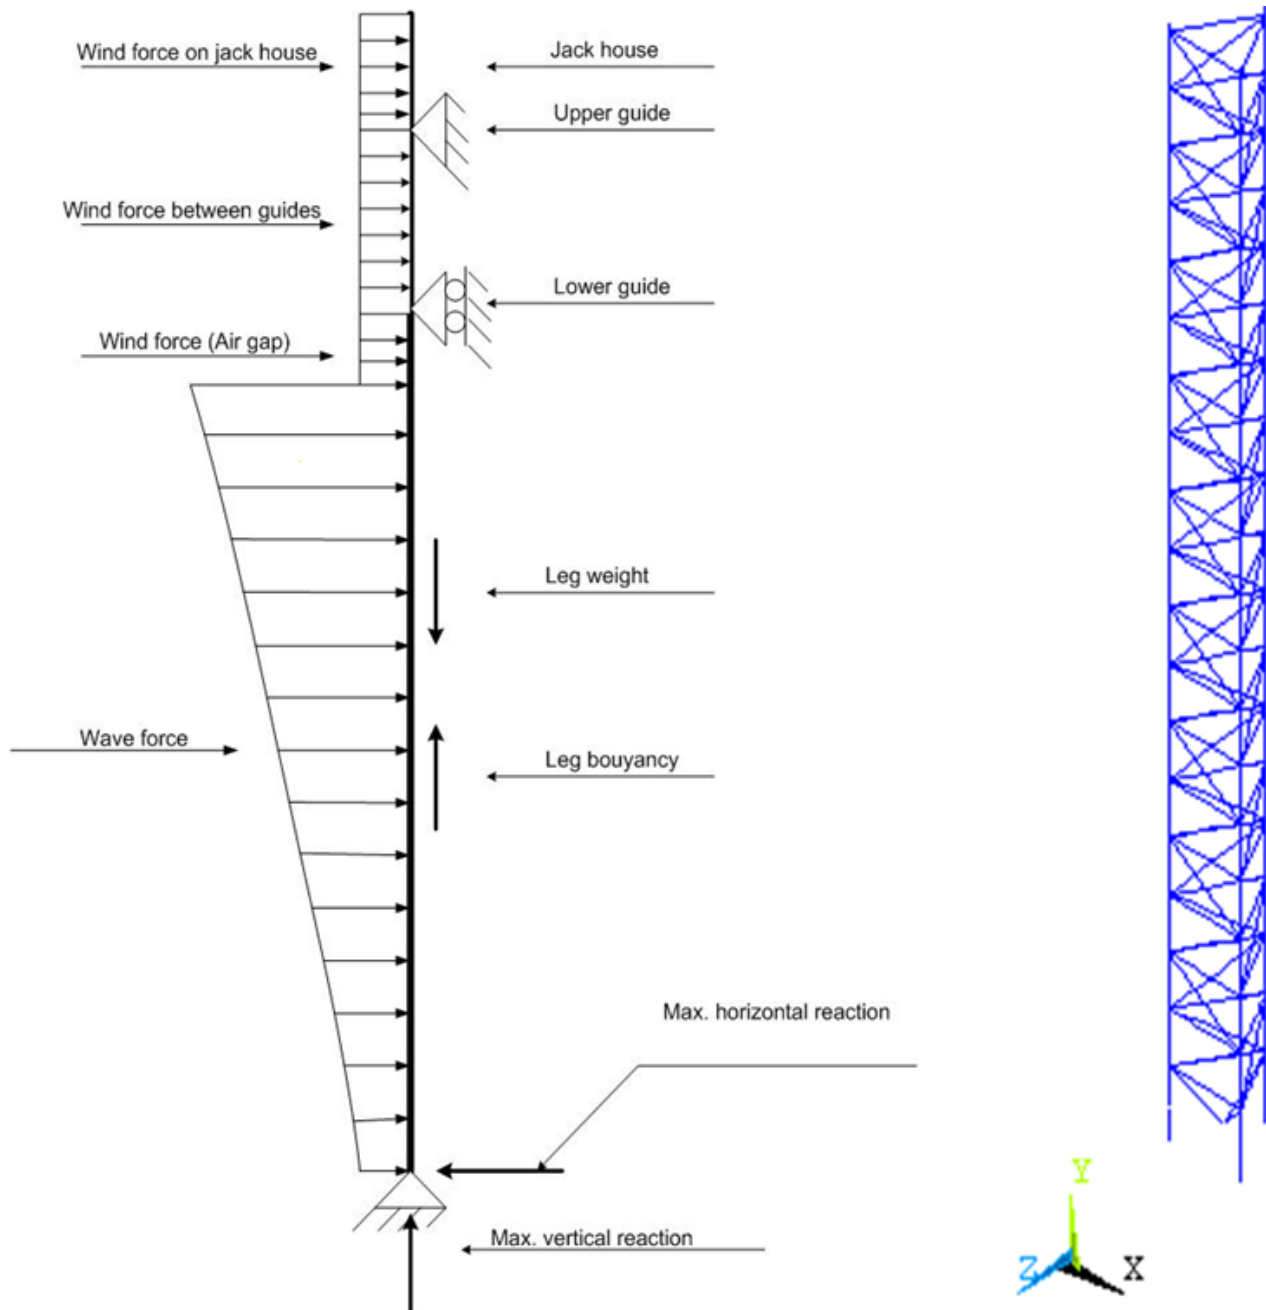 Wind force on jack house
Jack house
Upper guide
Wind force between guides
Lower guide
Wind force (Air gap)
Leg weight
Wave force
Leg bouyancy
Max. horizontal reaction
Max. vertical reaction
Y
Z
X